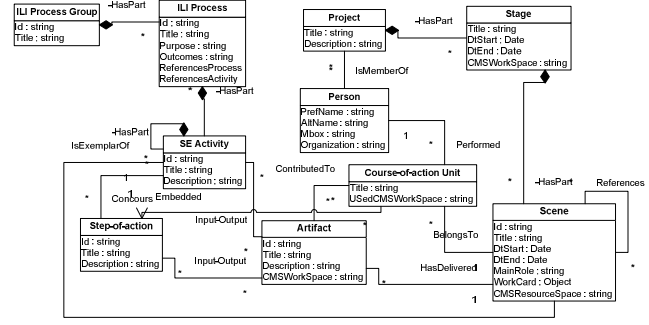 ILI Process Group
Id : string
Title : string
-HasPart
*
ILI Process
Id : string
Title : string
Purpose : string
Outcomes : string
ReferencesProcess
ReferencesActivity
*
-HasPart
Project
Title : string
Description : string
-HasPart
*
Stage
Title : string
DtStart : Date
DtEnd : Date
CMSWorkSpace : string
*
IsMemberOf
*
Person
PrefName : string
AltName : string
Mbox : string
Organization : string
1
*
Performed
-HasPart
*
IsExemplarOf
*
SE Activity
Id : string
Title : string
Description : string
*
ContributedTo
**
Course-of-action Unit
Title : string
USedCMSWorkSpace : string
*
-HasPart
*
References
*
1
1
Concours
Embedded
*
Step-of-action
Id : string
Title : string
Description : string
*
Input-Output
*
Input-Output
*
Artifact
*
Id : string
Title : string
Description : string
CMSWorkSpace : string
*
BelongsTo
HasDelivered
1
1
Scene
Id : string
Title : string
DtStart : Date
DtEnd : Date
MainRole : string
WorkCard : Object
CMSResourceSpace : string